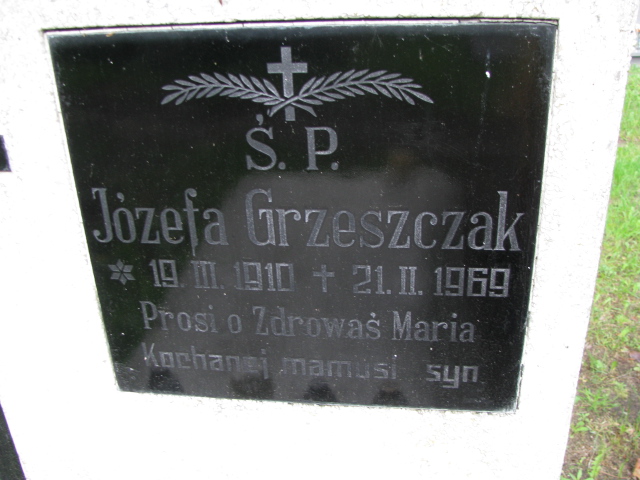 Ś. P.
Józefa Grzeszczak
* 19. III. 1910 + 21. II. 1969
Prosi o Zdrowaś Maria
Kochanej mamusi syn